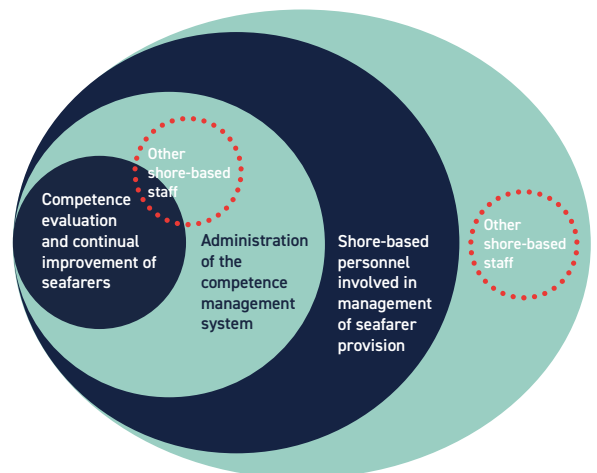 Other
shore-based
staff
Competence
evaluation
and continual
improvement of
seafarers
Administration
of the
competence
management
system
Shore-based
personnel
involved in
management
of seafarer
provision
Other
shore-based
staff